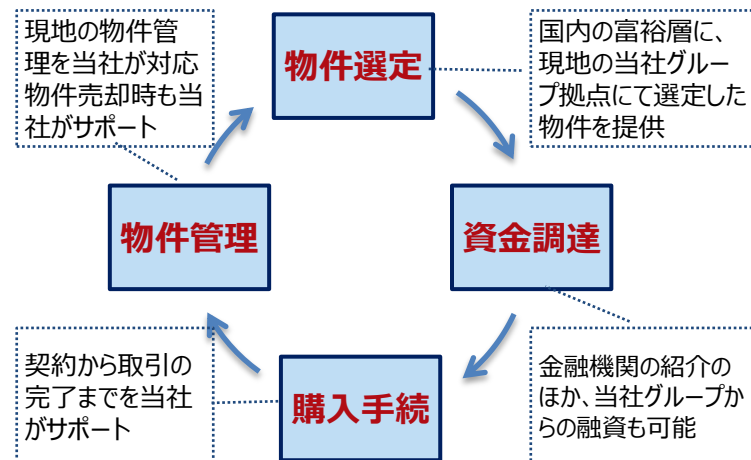 現地の物件管
理を当社が対応
物件売却時も当
社がサポート
物件選定
国内の富裕層に、
現地の当社グルー
プ拠点にて選定した
物件を提供
物件管理
資金調達
契約から取引の
完了までを当社
がサポート
購入手続
金融機関の紹介の
ほか、当社グループか
らの融資も可能